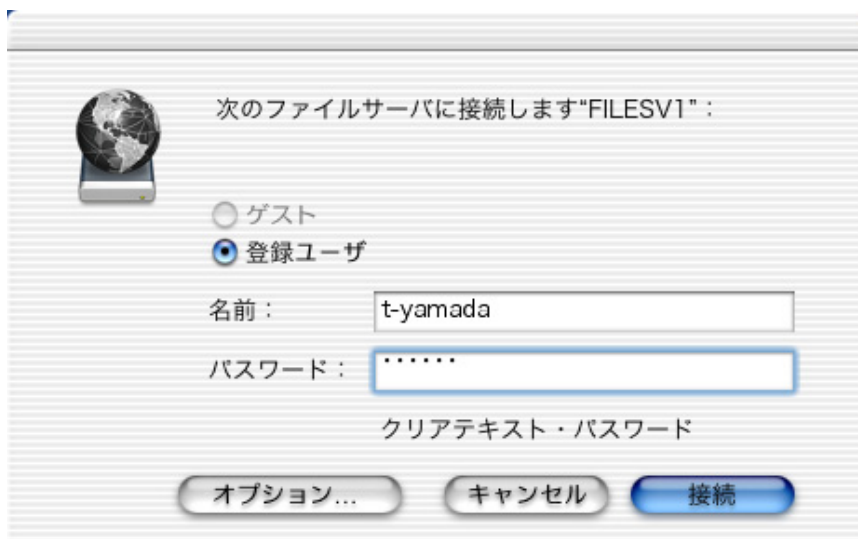 次のファイルサーバに接続します“FILESV1”：
ゲスト
登録ユーザ
名前： t-yamada
パスワード： ······
クリアテキスト・パスワード
オプション... キャンセル 接続